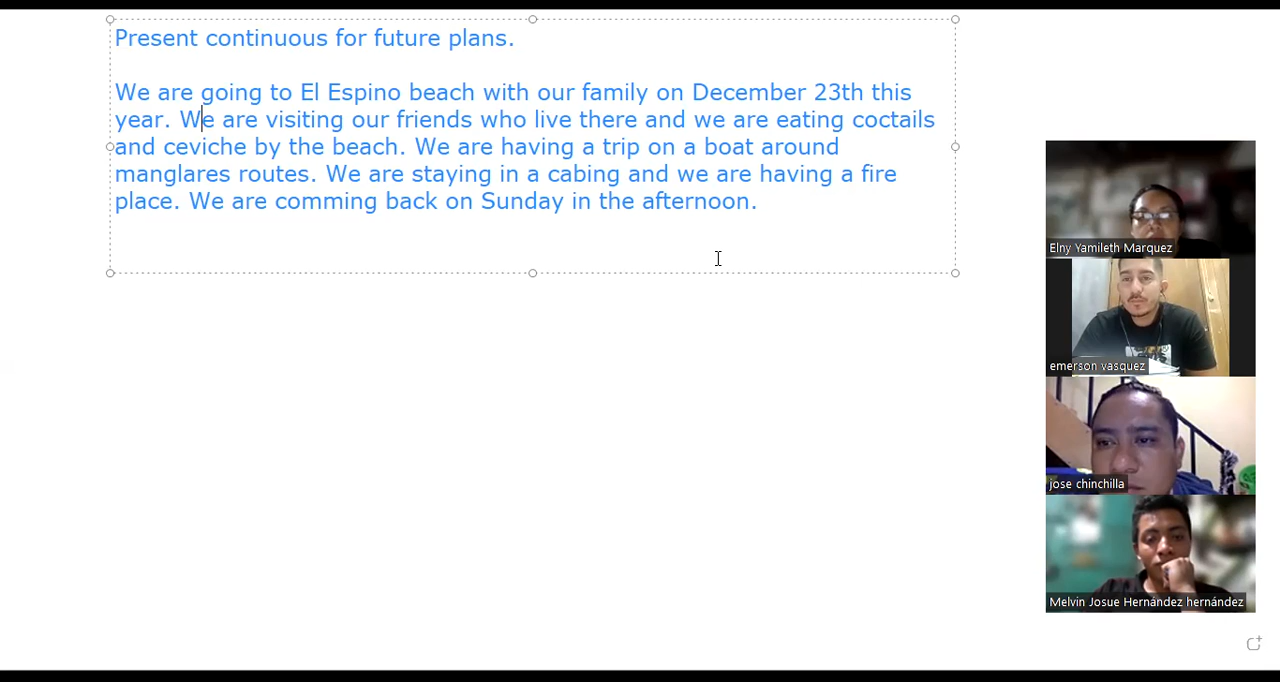 Present continuous for future plans.
We are going to El Espino beach with our family on December 23th this
year. We are visiting our friends who live there and we are eating coctails
and ceviche by the beach. We are having a trip on a boat around
manglares routes. We are staying in a cabing and we are having a fire
place. We are comming back on Sunday in the afternoon.
Elny Yamileth Marquez
emerson vasquez
jose chinchilla
Melvin Josue Hernández hernández